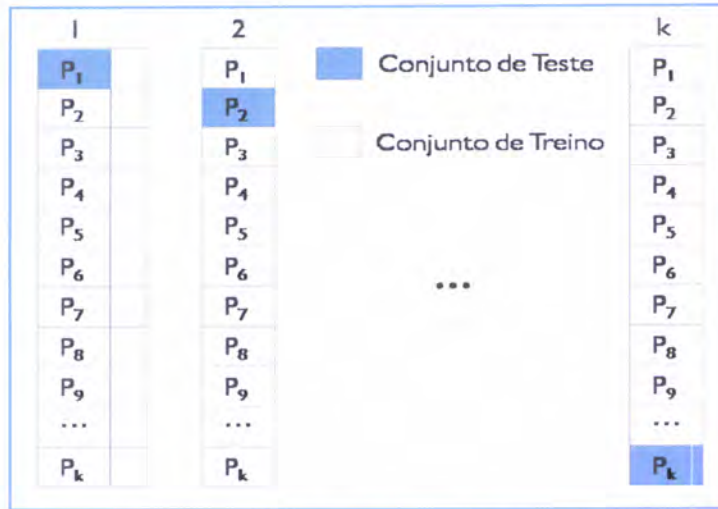 1 2 k
P₁ P₁ Conjunto de Teste P₁
P₂ P₂ P₂
P₃ P₃ Conjunto de Treino P₃
P₄ P₄ P₄
P₅ P₅ P₅
P₆ P₆ ... P₆
P₇ P₇ P₇
P₈ P₈ P₈
P₉ P₉ P₉
... ... ...
Pₖ Pₖ Pₖ